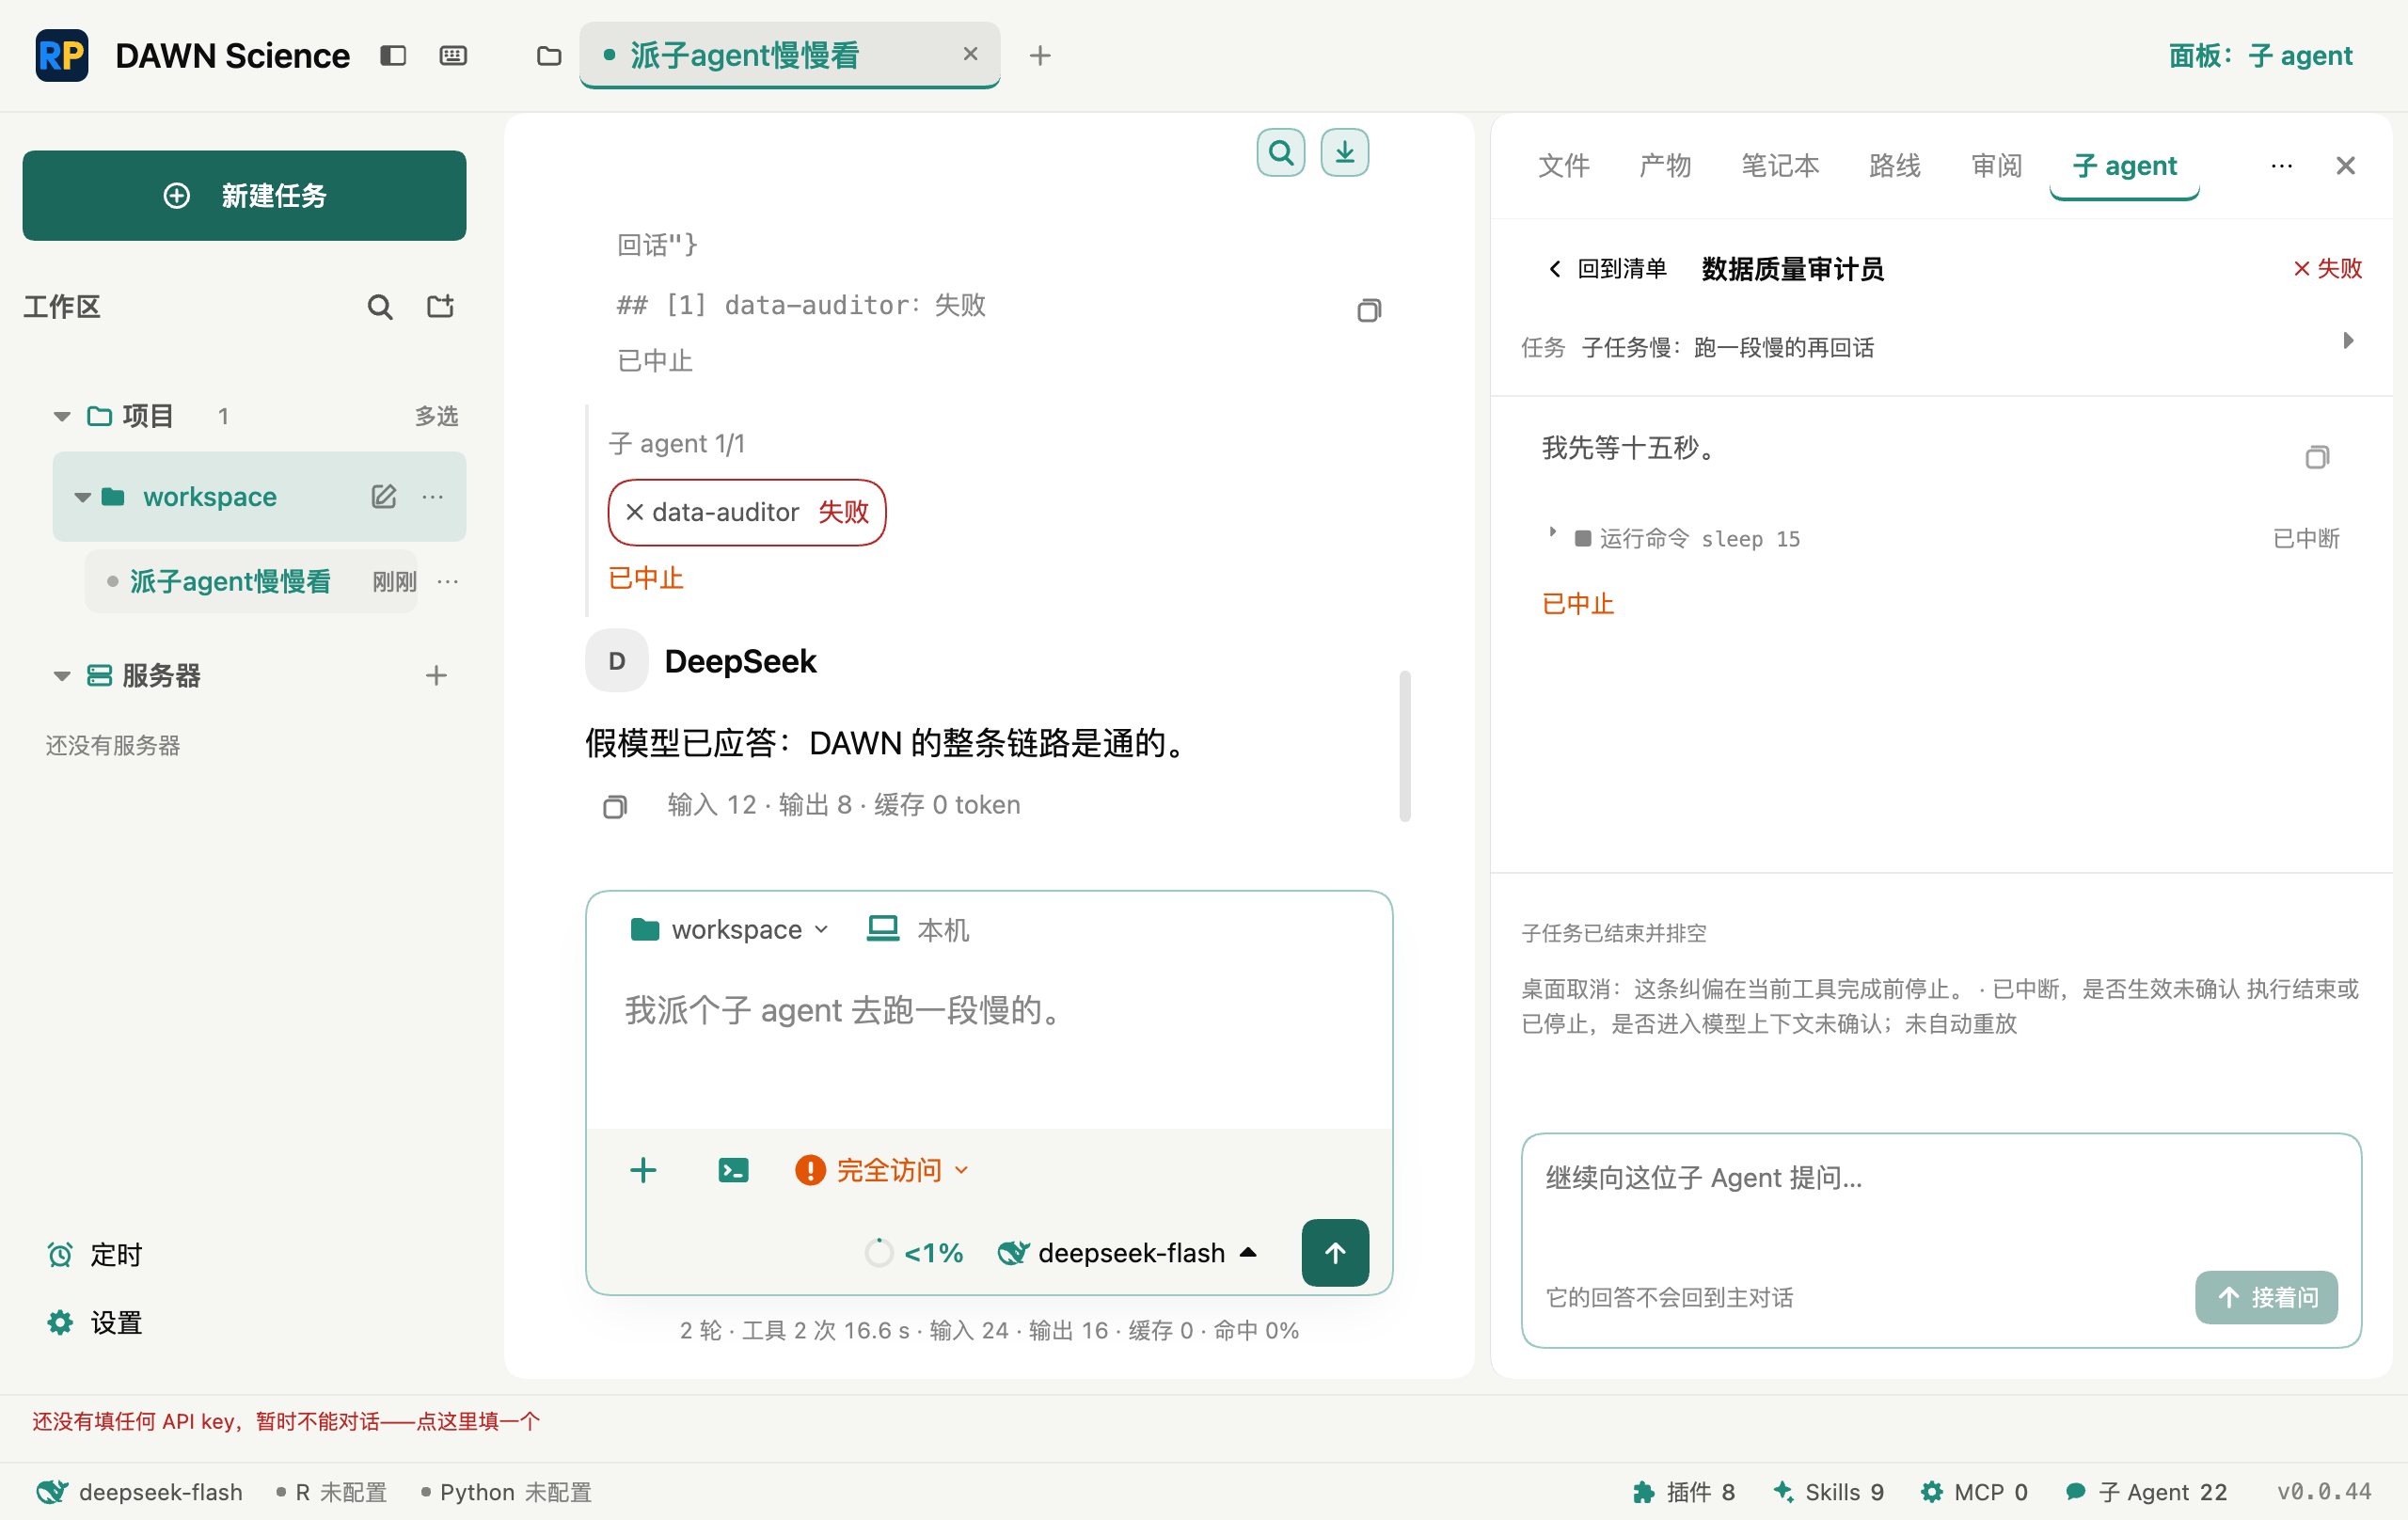 RP DAWN Science
派子agent慢慢看
面板：子 agent
新建任务
工作区
项目 1 多选
workspace
派子agent慢慢看 刚刚
服务器
还没有服务器
定时
设置
回话"}
## [1] data-auditor: 失败
已中止
子 agent 1/1
data-auditor 失败
已中止
D DeepSeek
假模型已应答：DAWN 的整条链路是通的。
输入 12 · 输出 8 · 缓存 0 token
workspace 本机
我派个子 agent 去跑一段慢的。
完全访问
<1% deepseek-flash
2 轮 · 工具 2 次 16.6 s · 输入 24 · 输出 16 · 缓存 0 · 命中 0%
文件 产物 笔记本 路线 审阅 子 agent
回到清单 数据质量审计员 失败
任务 子任务慢：跑一段慢的再回话
我先等十五秒。
运行命令 sleep 15 已中断
已中止
子任务已结束并排空
桌面取消：这条纠偏在当前工具完成前停止。 · 已中断，是否生效未确认 执行结束或
已停止，是否进入模型上下文未确认；未自动重放
继续向这位子 Agent 提问...
它的回答不会回到主对话 接着问
还没有填任何 API key，暂时不能对话——点这里填一个
deepseek-flash R 未配置 Python 未配置
插件 8 Skills 9 MCP 0 子 Agent 22 v0.0.44